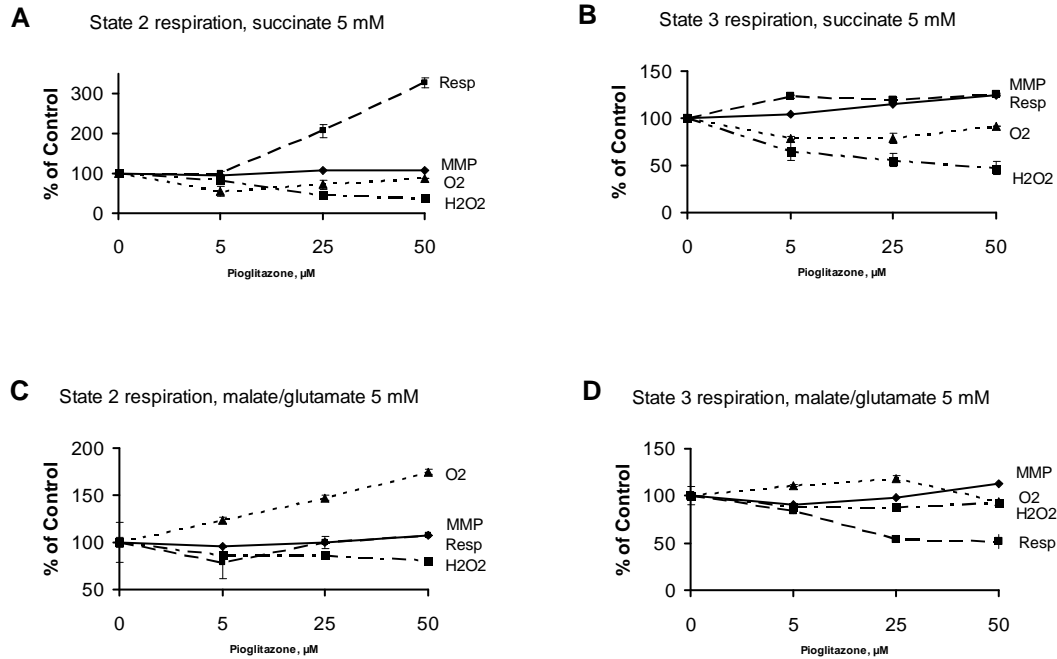 A
State 2 respiration, succinate 5 mM
% of Control
300
200
100
0
0 5 25 50
Pioglitazone, µM
Resp
MMP
O2
H2O2
B
State 3 respiration, succinate 5 mM
% of Control
150
100
50
0
0 5 25 50
Pioglitazone, µM
MMP
Resp
O2
H2O2
C
State 2 respiration, malate/glutamate 5 mM
% of Control
200
150
100
50
0 5 25 50
Pioglitazone, µM
O2
MMP
Resp
H2O2
D
State 3 respiration, malate/glutamate 5 mM
% of Control
150
100
50
0
0 5 25 50
Pioglitazone, µM
MMP
O2
H2O2
Resp